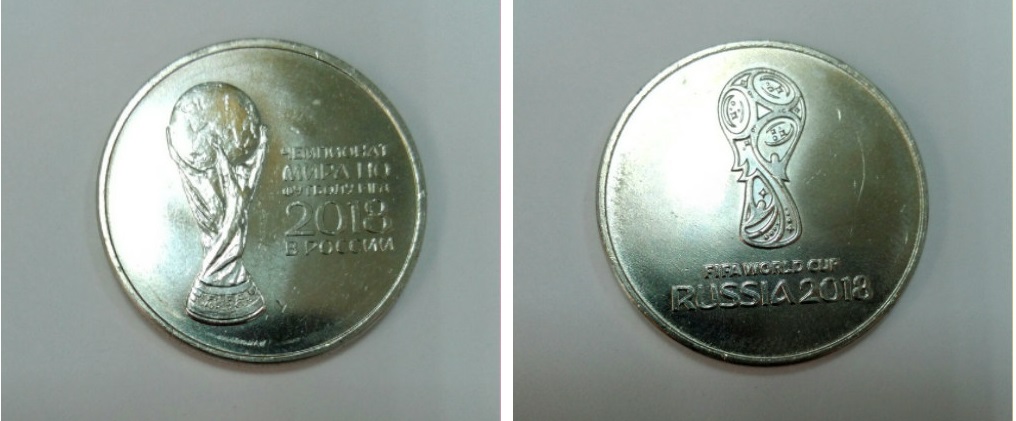 ЧЕМПИОНАТ
МИРА ПО
ФУТБОЛУ FIFA
2018
В РОССИИ
FIFA WORLD CUP
RUSSIA 2018